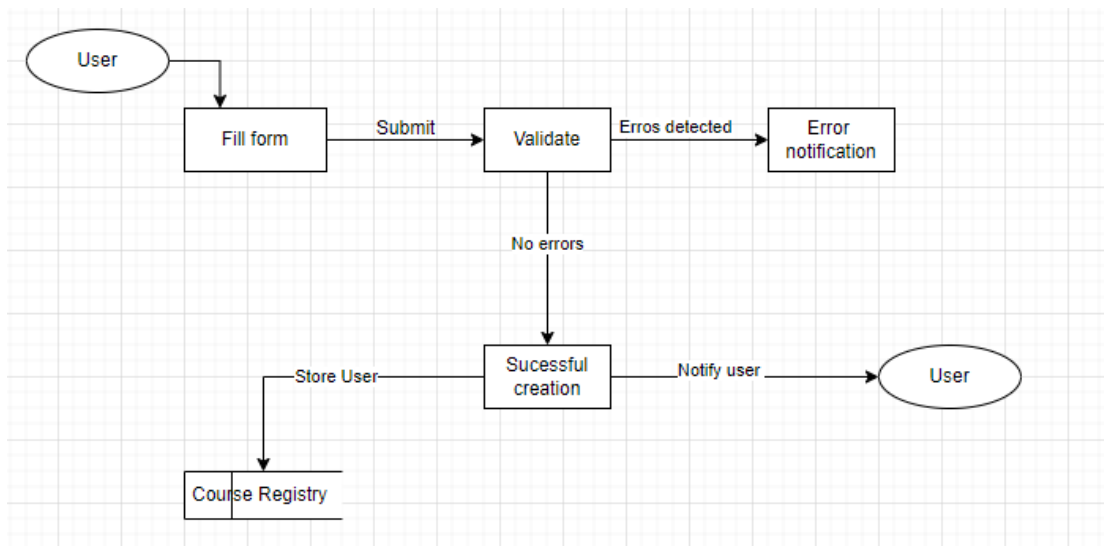 User
Fill form
Submit
Validate
Erros detected
Error
notification
No errors
Store User
Sucessful
creation
Notify user
User
Course Registry